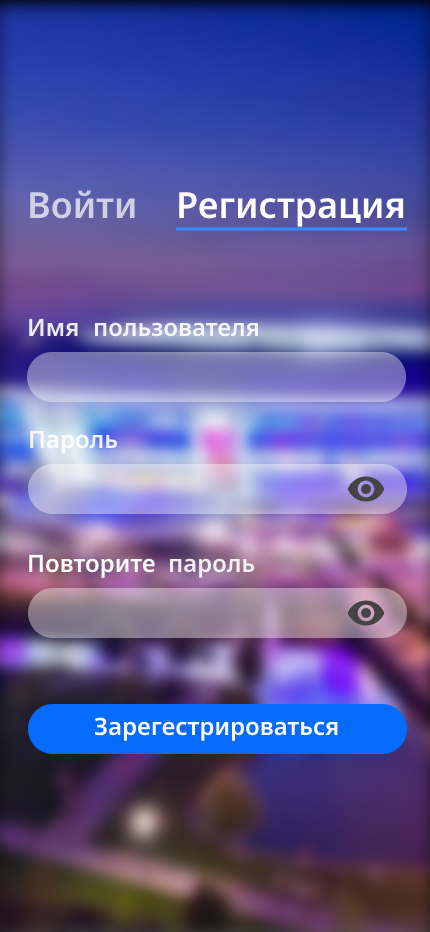 Войти Регистрация
Имя пользователя
Пароль
Повторите пароль
Зарегестрироваться